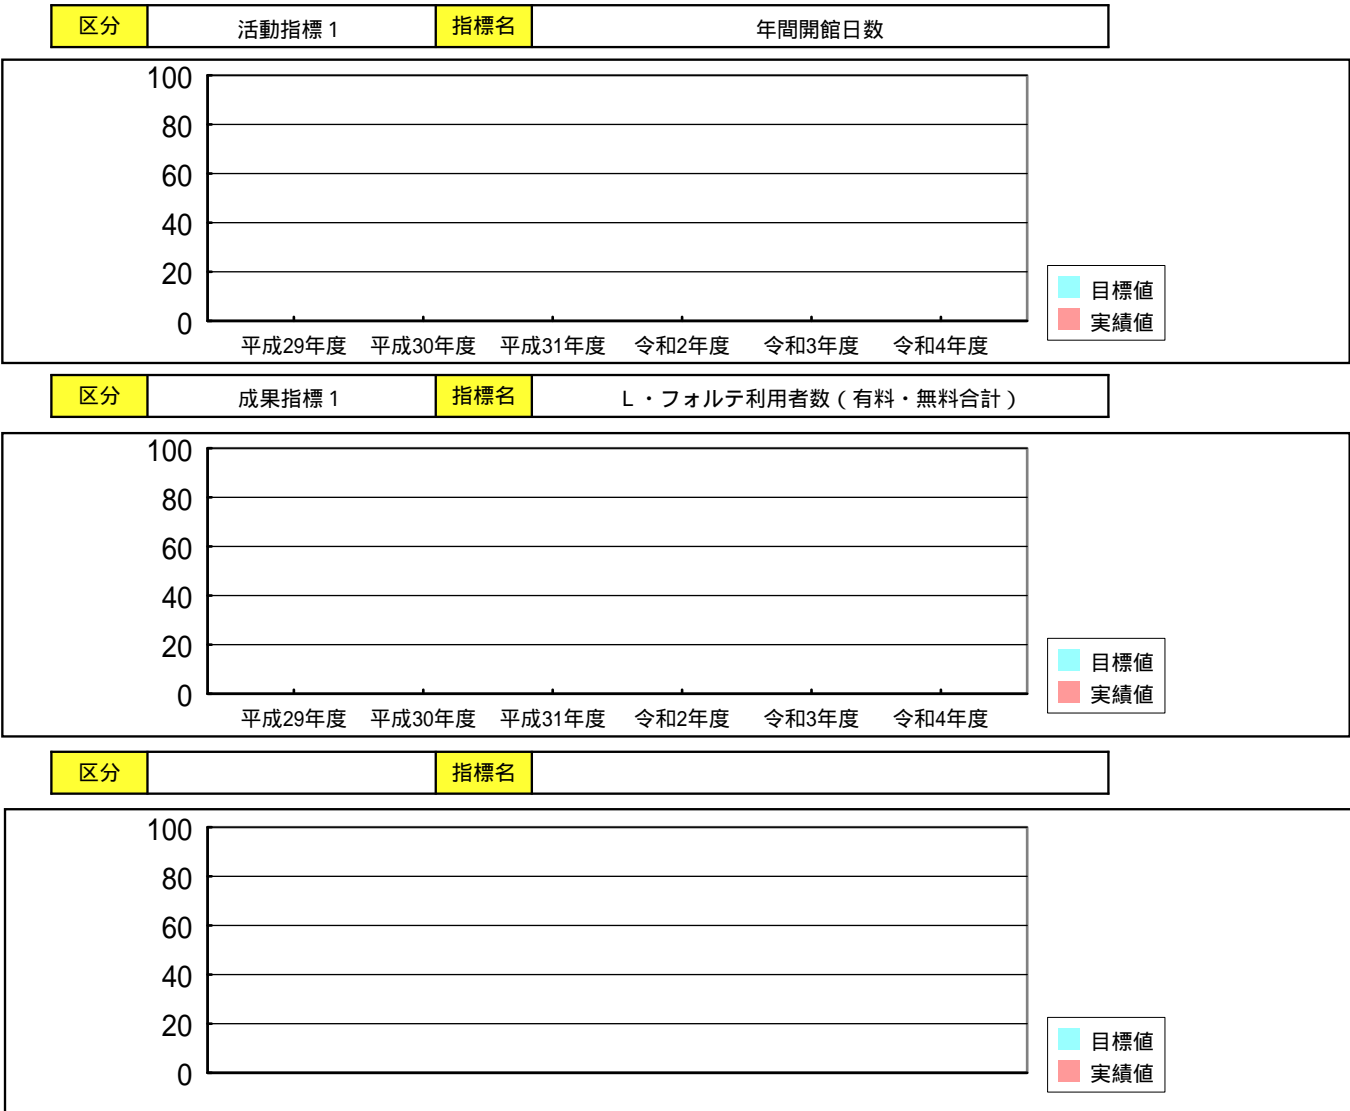 区分 活動指標1 指標名 年間開館日数
100
80
60
40
20
0
平成29年度 平成30年度 平成31年度 令和2年度 令和3年度 令和4年度
目標値
実績値
区分 成果指標1 指標名 L・フォルテ利用者数(有料・無料合計)
100
80
60
40
20
0
平成29年度 平成30年度 平成31年度 令和2年度 令和3年度 令和4年度
目標値
実績値
区分 指標名
100
80
60
40
20
0
目標値
実績値